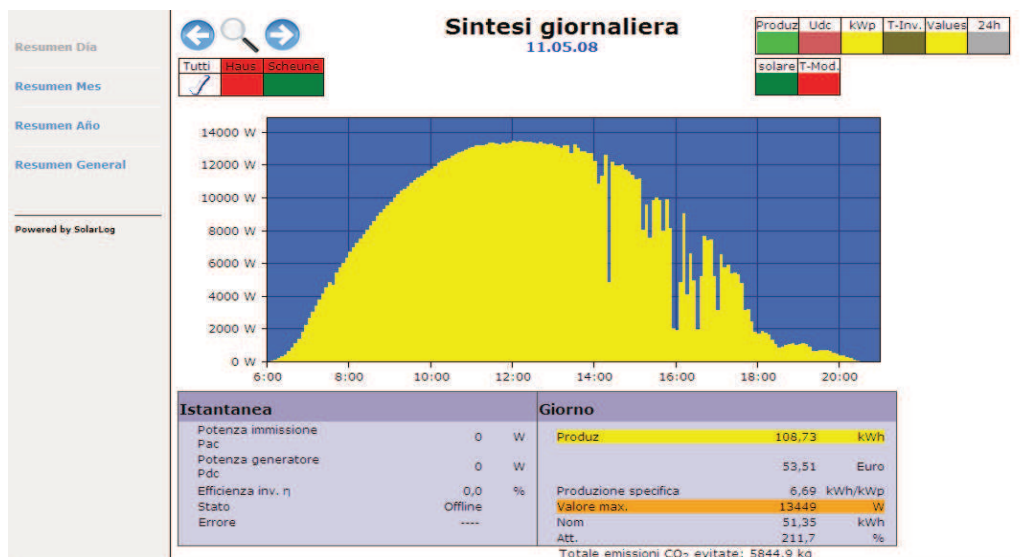 Sintesi giornaliera
11.05.08
Resumen Día
Resumen Mes
Resumen Año
Resumen General
Powered by SolarLog
Tutti Haus. Scheune
Produz Udc kWp T-Inv. Values 24h
solare T-Mod.
14000 W
12000 W
10000 W
8000 W
6000 W
4000 W
2000 W
0 W
6:00 8:00 10:00 12:00 14:00 16:00 18:00 20:00
Istantanea
Potenza immissione
Pac 0 W
Potenza generatore
Pdc 0 W
Efficienza inv. η 0,0 %
Stato Offline
Errore ----
Giorno
Produz 108,73 kWh
53,51 Euro
Produzione specifica 6,69 kWh/kWp
Valore max. 13449 W
Nom 51,35 kWh
Att. 211,7 %
Totale emissioni CO₂ evitate: 5844,9 kg